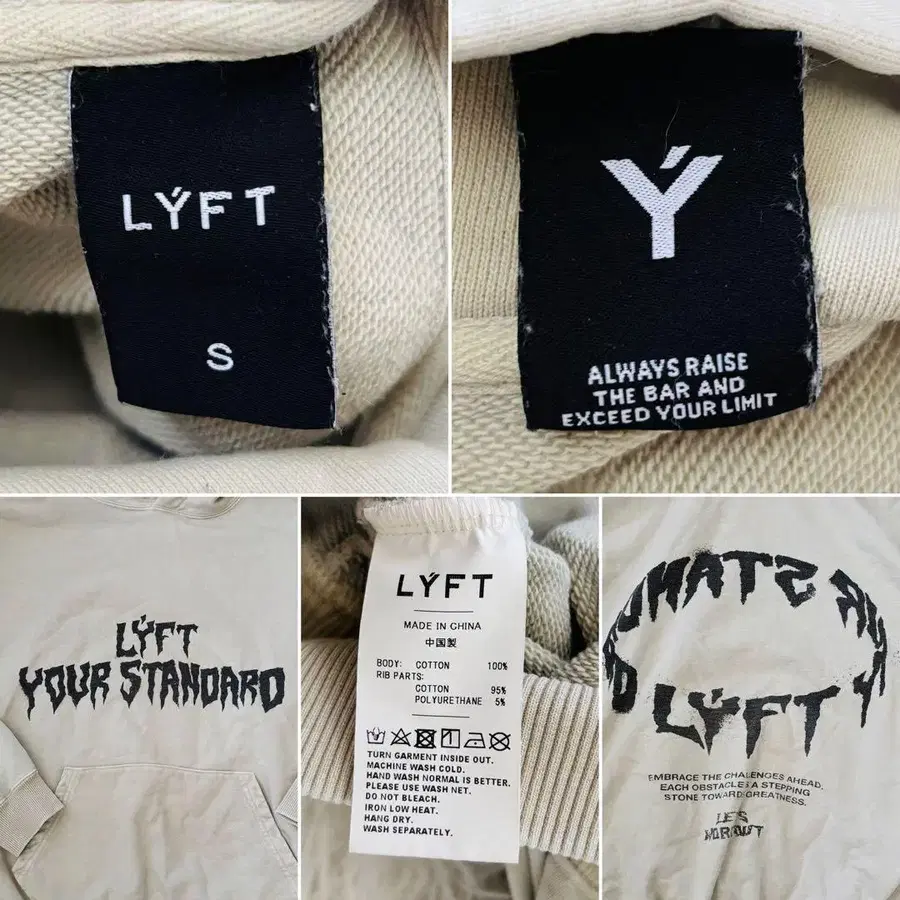 LÝFT
S
Ý
ALWAYS RAISE
THE BAR AND
EXCEED YOUR LIMIT
LÝFT
YOUR STANDARD
LÝFT
MADE IN CHINA
中国製
BODY: COTTON 100%
RIB PARTS:
COTTON 95%
POLYURETHANE 5%
TURN GARMENT INSIDE OUT.
MACHINE WASH COLD.
HAND WASH NORMAL IS BETTER.
PLEASE USE WASH NET.
DO NOT BLEACH.
IRON LOW HEAT.
HANG DRY.
WASH SEPARATELY.
LÝFT
EMBRACE THE CHALLENGES AHEAD.
EACH OBSTACLE A STEPPING
STONE TOWARD GREATNESS.
LET'S
WORKOUT